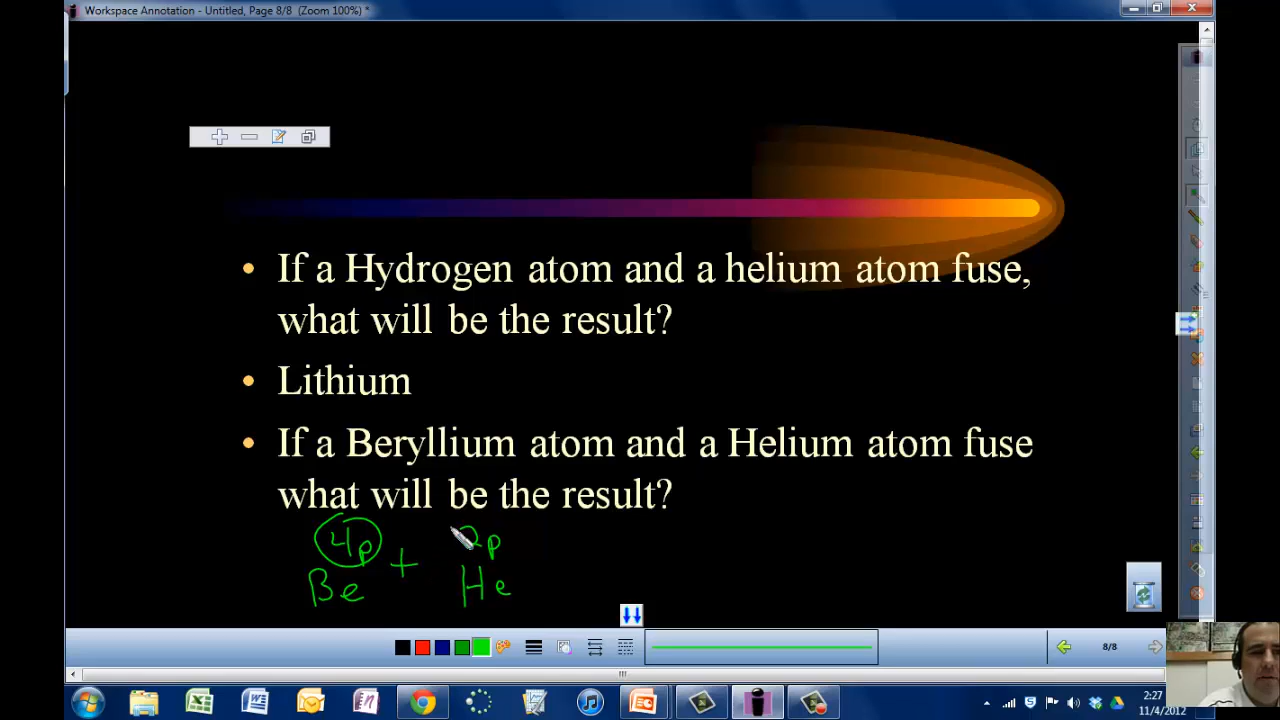 Workspace Annotation - Untitled, Page 8/8 (Zoom 100%) *
• If a Hydrogen atom and a helium atom fuse,
what will be the result?
• Lithium
• If a Beryllium atom and a Helium atom fuse
what will be the result?
4p + 2p
Be He
8/8
2:27
11/4/2012